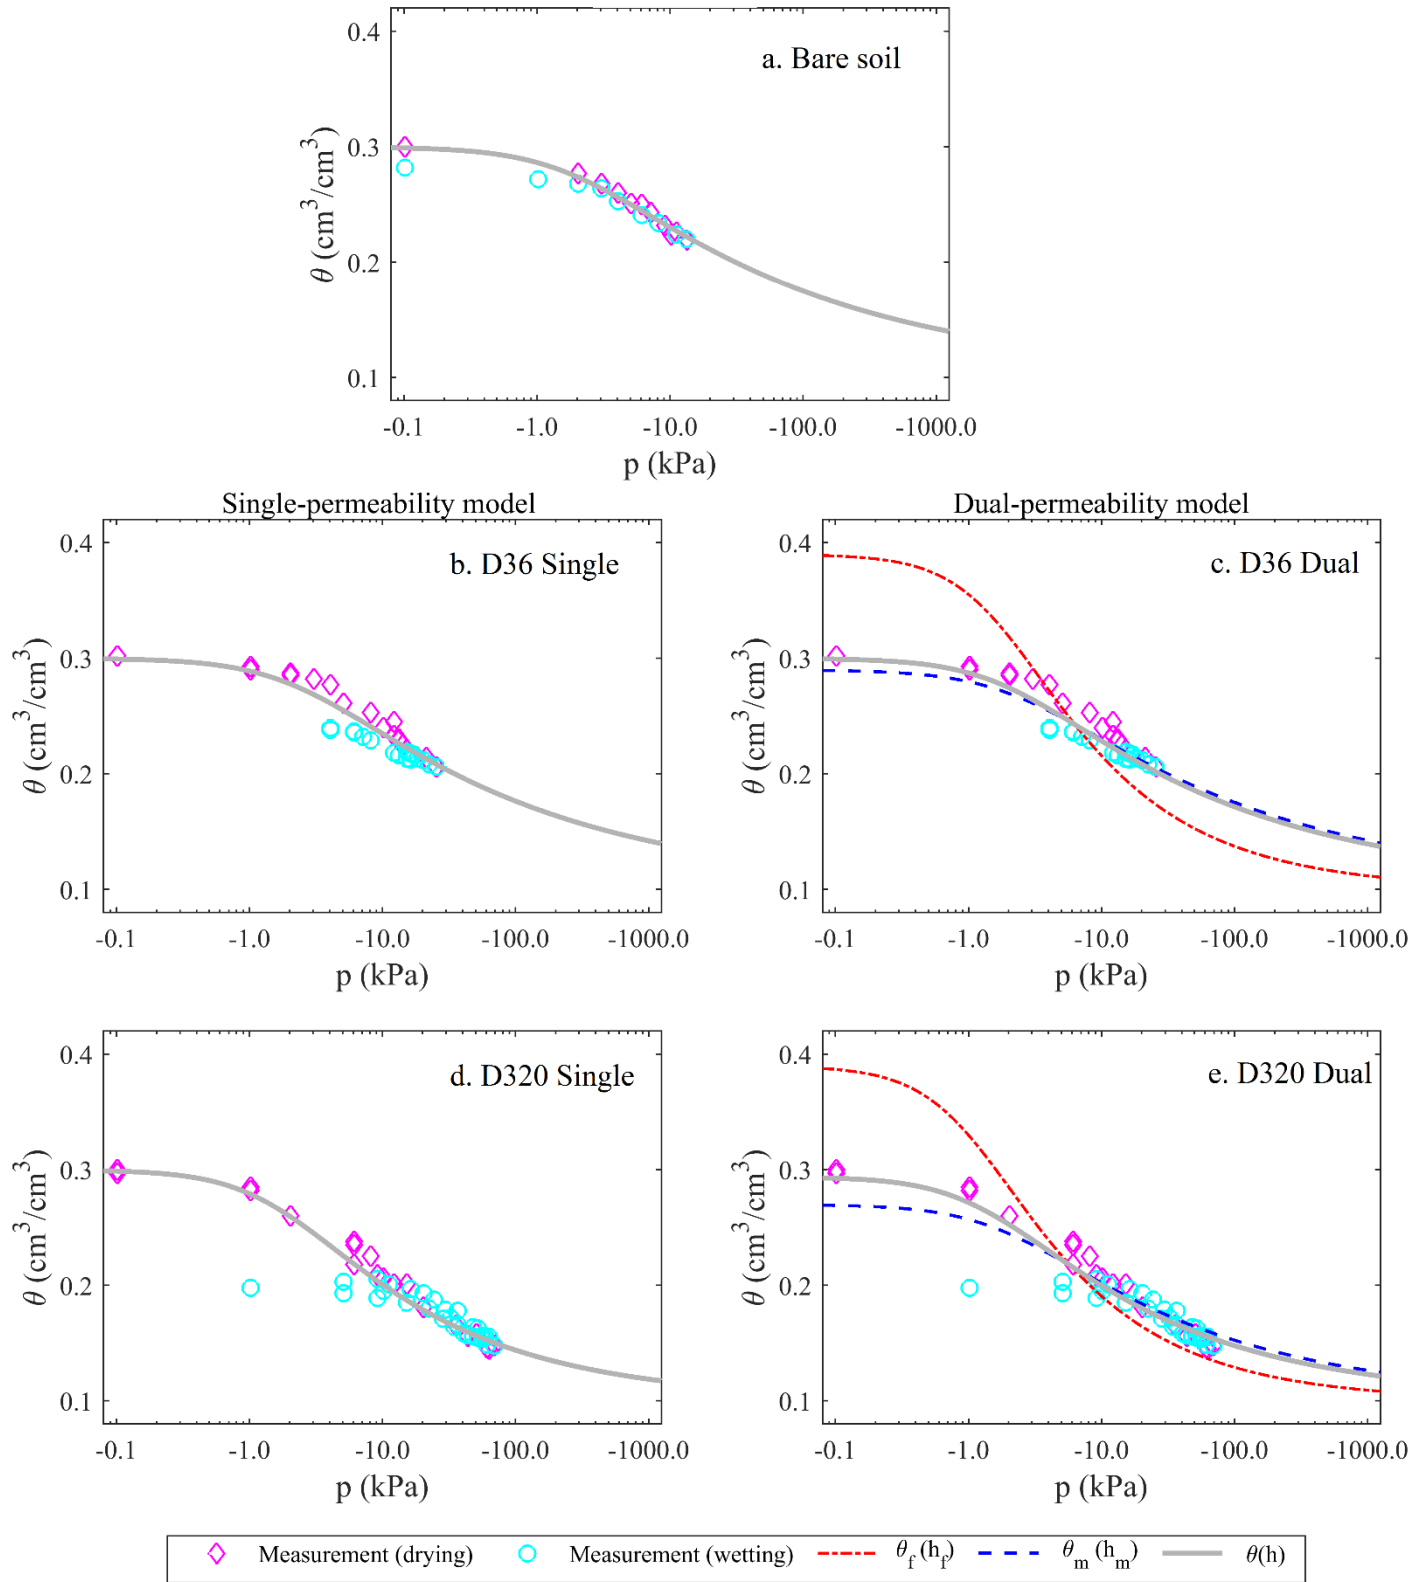 a. Bare soil
0.4
0.3
0.2
0.1
θ (cm³/cm³)
-0.1 -1.0 -10.0 -100.0 -1000.0
p (kPa)
Single-permeability model
b. D36 Single
0.4
0.3
0.2
0.1
θ (cm³/cm³)
-0.1 -1.0 -10.0 -100.0 -1000.0
p (kPa)
Dual-permeability model
c. D36 Dual
0.4
0.3
0.2
0.1
θ (cm³/cm³)
-0.1 -1.0 -10.0 -100.0 -1000.0
p (kPa)
d. D320 Single
0.4
0.3
0.2
0.1
θ (cm³/cm³)
-0.1 -1.0 -10.0 -100.0 -1000.0
p (kPa)
e. D320 Dual
0.4
0.3
0.2
0.1
θ (cm³/cm³)
-0.1 -1.0 -10.0 -100.0 -1000.0
p (kPa)
Measurement (drying) Measurement (wetting) θ_f (h_f) θ_m (h_m) θ(h)